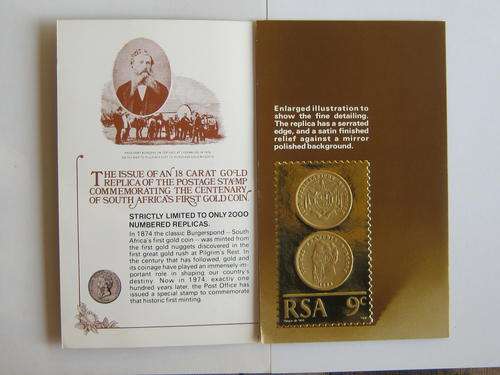 THE ISSUE OF AN 18 CARAT GOLD
REPLICA OF THE POSTAGE STAMP
COMMEMORATING THE CENTENARY
OF SOUTH AFRICA'S FIRST GOLD COIN.
STRICTLY LIMITED TO ONLY 2000
NUMBERED REPLICAS.
In 1874 the classic Burgerspond – South
Africa's first gold coin – was minted from
the first gold nuggets discovered in the
first great gold rush at Pilgrim's Rest. In
the century that has followed, gold and
its coinage have played an immensely im-
portant role in shaping our country's
destiny. Now in 1974, exactly one
hundred years later, the Post Office has
issued a special stamp to commemorate
that historic first minting.
Enlarged illustration to
show the fine detailing.
The replica has a serrated
edge, and a satin finished
relief against a mirror
polished background.
RSA 9c